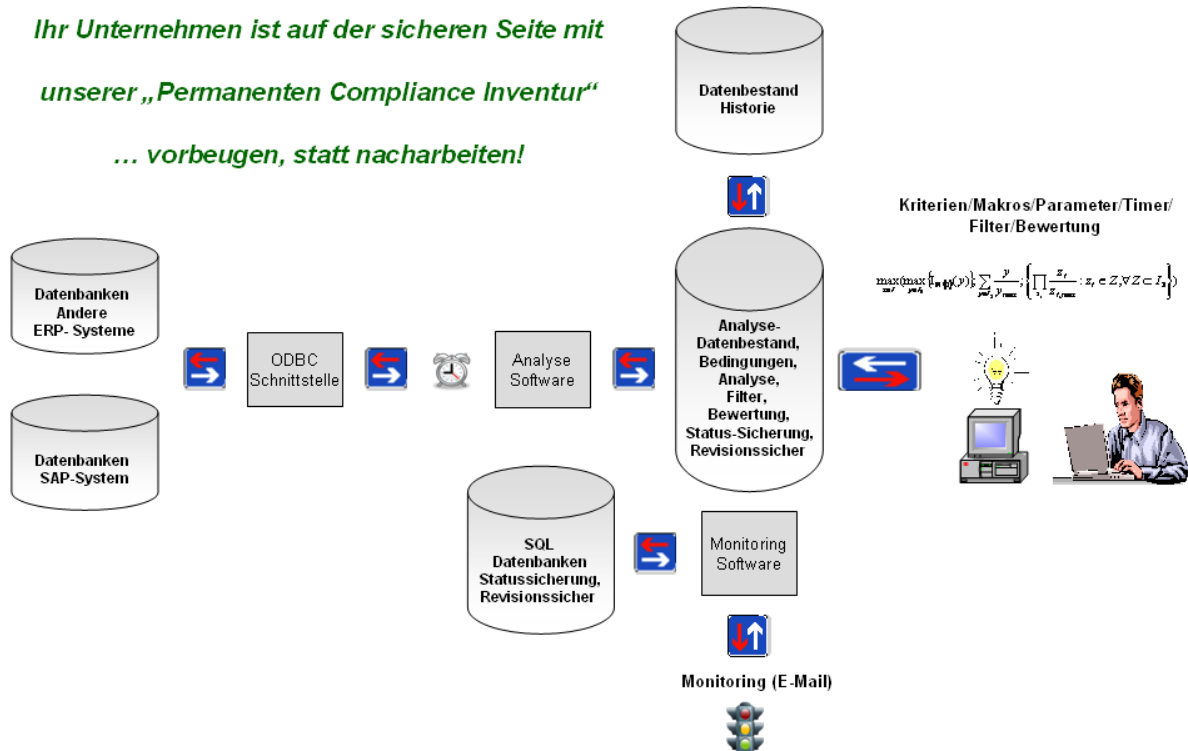 Ihr Unternehmen ist auf der sicheren Seite mit
unserer „Permanenten Compliance Inventur“
… vorbeugen, statt nacharbeiten!
Datenbestand
Historie
Kriterien/Makros/Parameter/Timer/
Filter/Bewertung
Datenbanken
Andere
ERP- Systeme
ODBC
Schnittstelle
Analyse
Software
Analyse-
Datenbestand,
Bedingungen,
Analyse,
Filter,
Bewertung,
Status-Sicherung,
Revisionssicher
Datenbanken
SAP-System
SQL
Datenbanken
Statussicherung,
Revisionssicher
Monitoring
Software
Monitoring (E-Mail)